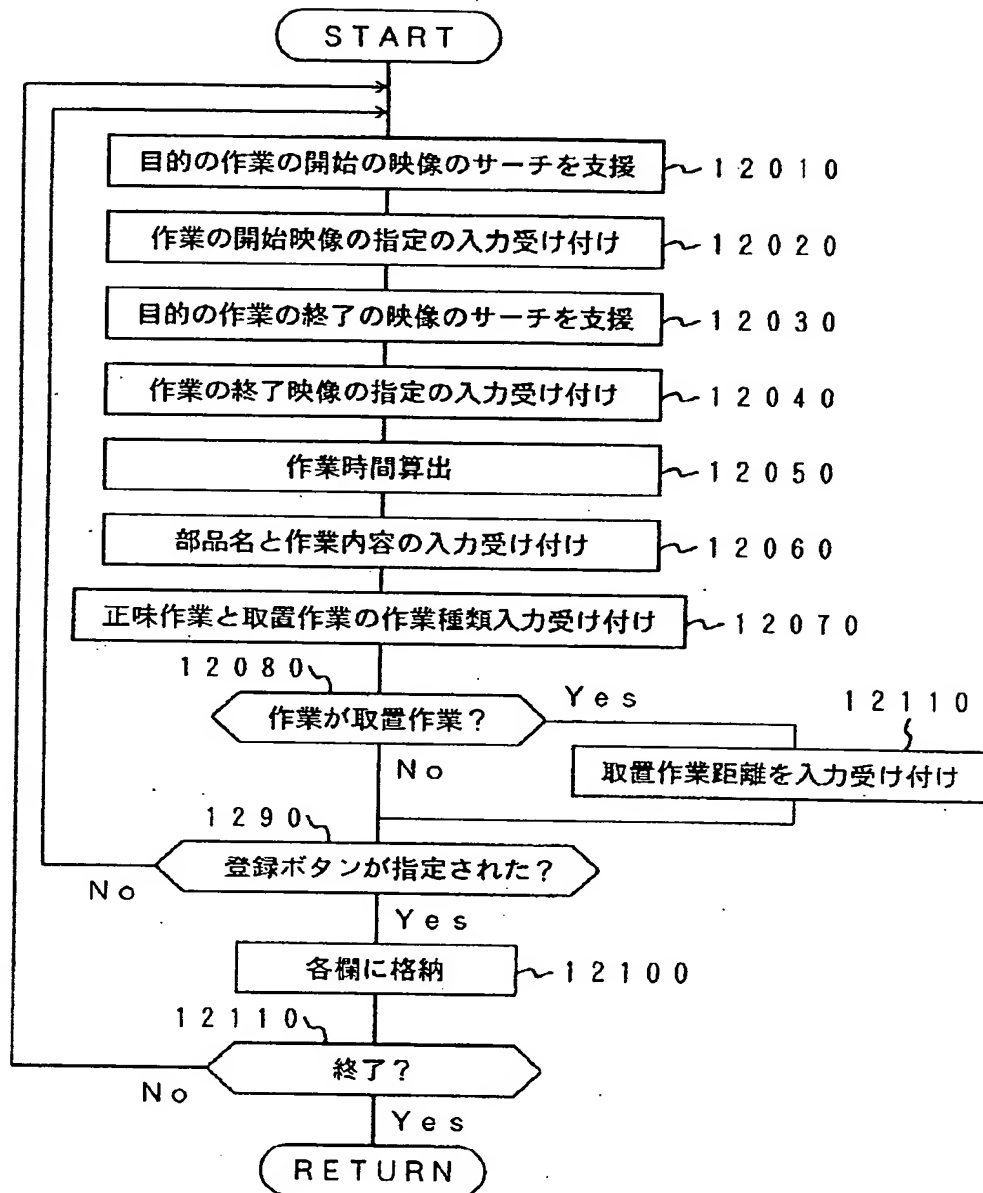 START
目的の作業の開始の映像のサーチを支援 12010
作業の開始映像の指定の入力受け付け 12020
目的の作業の終了の映像のサーチを支援 12030
作業の終了映像の指定の入力受け付け 12040
作業時間算出 12050
部品名と作業内容の入力受け付け 12060
正味作業と取置作業の作業種類入力受け付け 12070
12080
作業が取置作業？ Yes 12110
No 取置作業距離を入力受け付け
1290
登録ボタンが指定された？
No
Yes
各欄に格納 12100
12110
終了？
No
Yes
RETURN